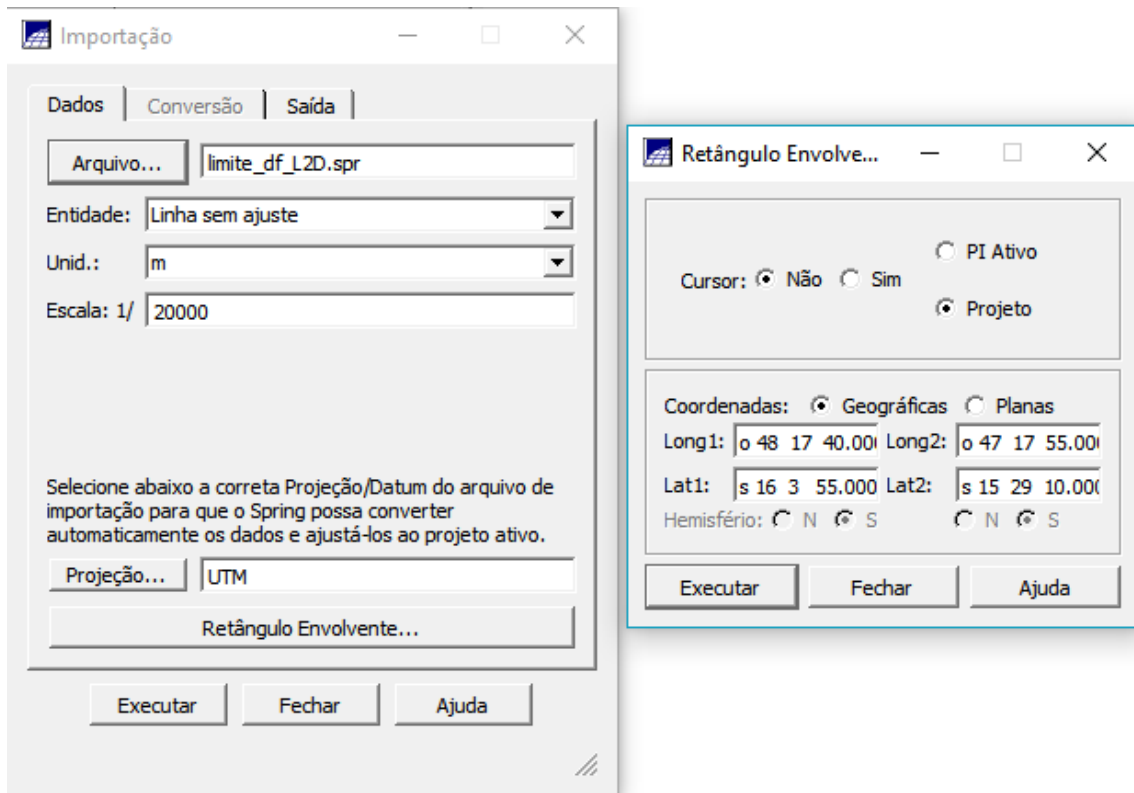 Importação
Dados Conversão Saída
Arquivo... limite_df_L2D.spr
Entidade: Linha sem ajuste
Unid.: m
Escala: 1/ 20000
Selecione abaixo a correta Projeção/Datum do arquivo de
importação para que o Spring possa converter
automaticamente os dados e ajustá-los ao projeto ativo.
Projeção... UTM
Retângulo Envolvente...
Executar Fechar Ajuda
Retângulo Envolve...
PI Ativo
Cursor: Não Sim
Projeto
Coordenadas: Geográficas Planas
Long1: o 48 17 40.00 Long2: o 47 17 55.00
Lat1: s 16 3 55.000 Lat2: s 15 29 10.00
Hemisfério: N S N S
Executar Fechar Ajuda